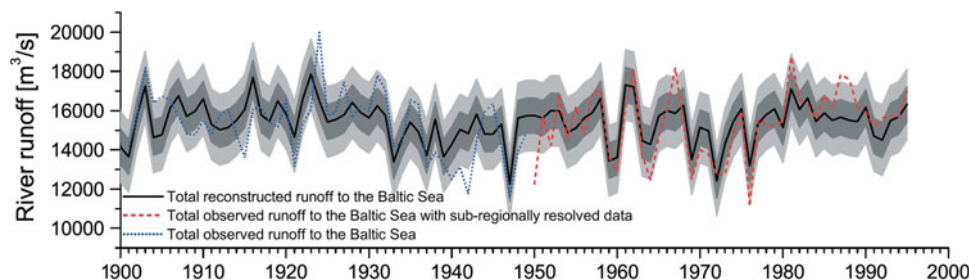 River runoff [m³/s]
20000
18000
16000
14000
12000
10000
Total reconstructed runoff to the Baltic Sea
Total observed runoff to the Baltic Sea with sub-regionally resolved data
Total observed runoff to the Baltic Sea
1900 1910 1920 1930 1940 1950 1960 1970 1980 1990 2000